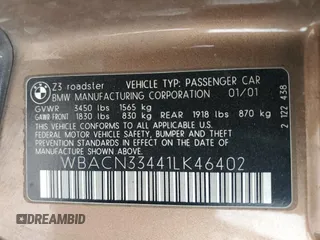 BMW
Z3 roadster VEHICLE TYP: PASSENGER CAR
BMW MANUFACTURING CORPORATION 01/01
GVWR 3450 lbs 1565 kg
GAWR FRONT 1830 lbs 830 kg REAR 1918 lbs 870 kg
THIS VEHICLE CONFORMS TO ALL APPLICABLE U.S.
FEDERAL MOTOR VEHICLE SAFETY, BUMPER AND THEFT
PREVENTION STANDARDS IN EFFECT ON THE DATE OF
MANUFACTURE SHOWN ABOVE.
WBACN33441LK46402
2 122 438
DREAMBID